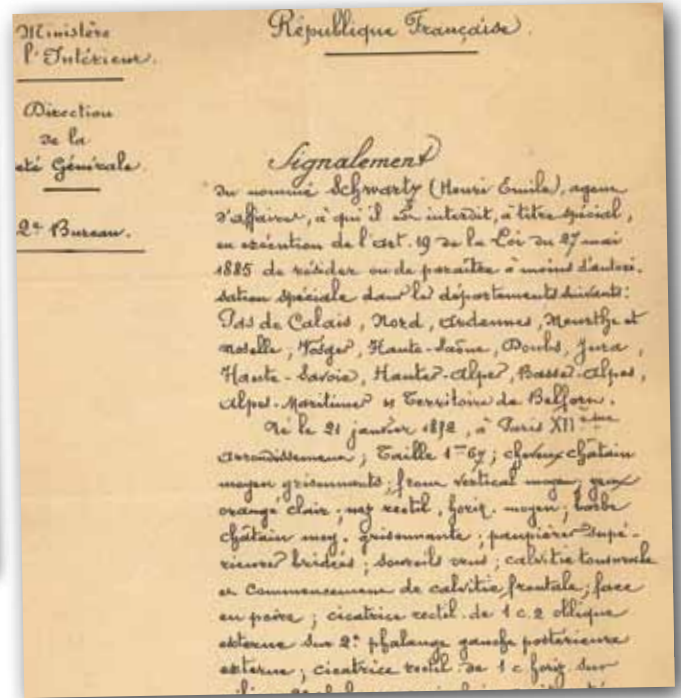 Ministère
l'Intérieur.
Direction
de la
eté Générale.
2e Bureau.
République Française.
Signalement
du nommé Schwartz (Henri Emile), agent
d'affaires, à qui il est interdit, à titre spécial,
en exécution de l'art. 19 de la Loi du 27 mai
1885 de résider ou de paraître à moins d'autori-
sation spéciale dans les départements suivants:
Pas de Calais, Nord, Ardennes, Meurthe et
Moselle, Vosges, Haute-Saône, Doubs, Jura,
Haute-Savoie, Hautes-Alpes, Basses-Alpes,
Alpes-Maritimes et Territoire de Belfort.
Né le 21 janvier 1872, à Paris XIIème
arrondissement; Taille 1m67; cheveux châtain
moyen grisonnants; front vertical moyen; yeux
orangé clair; nez rectil. horiz. moyen; barbe
châtain moy. grisonnante; paupières supé-
rieures bridées; sourcils; calvitie tonsurale
et commencement de calvitie frontale; face
en poire; cicatrice rectil. de 1 c. 2 oblique
externe sur 2e phalange gauche postérieure
externe; cicatrice rectil. de 1 c. horiz. sur